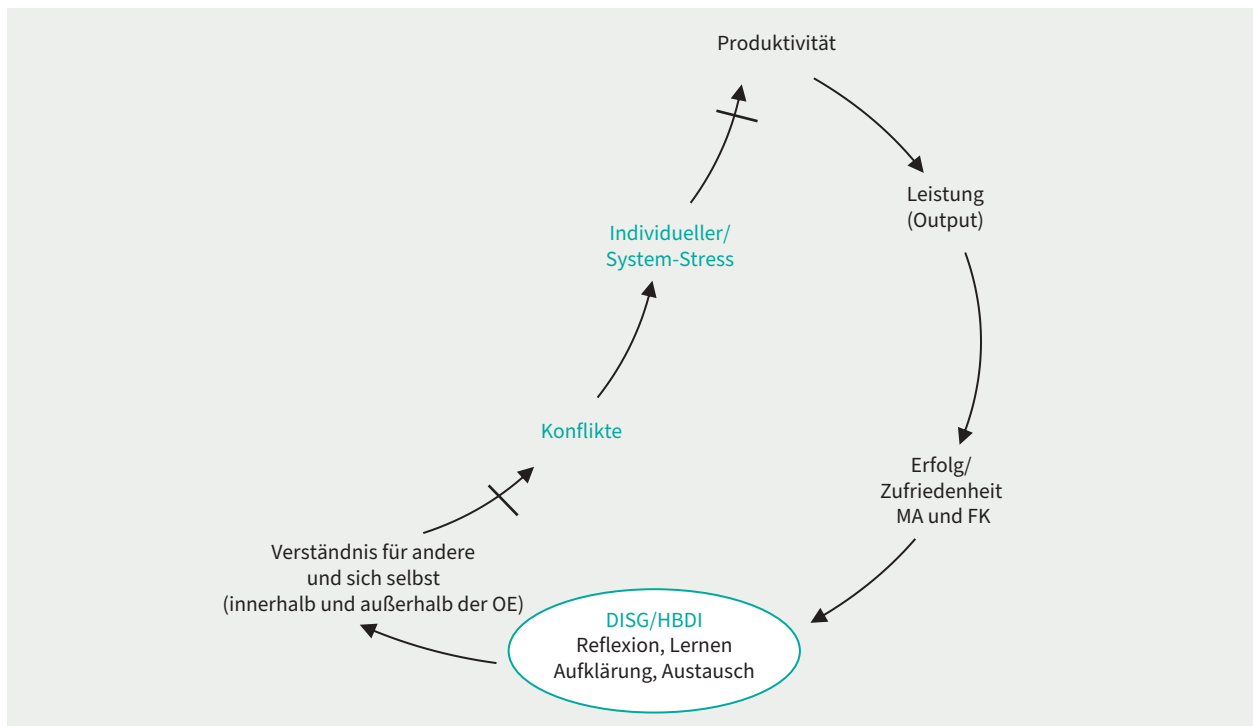 Produktivität
Leistung
(Output)
Individueller/
System-Stress
Konflikte
Erfolg/
Zufriedenheit
MA und FK
Verständnis für andere
und sich selbst
(innerhalb und außerhalb der OE)
DISG/HBDI
Reflexion, Lernen
Aufklärung, Austausch